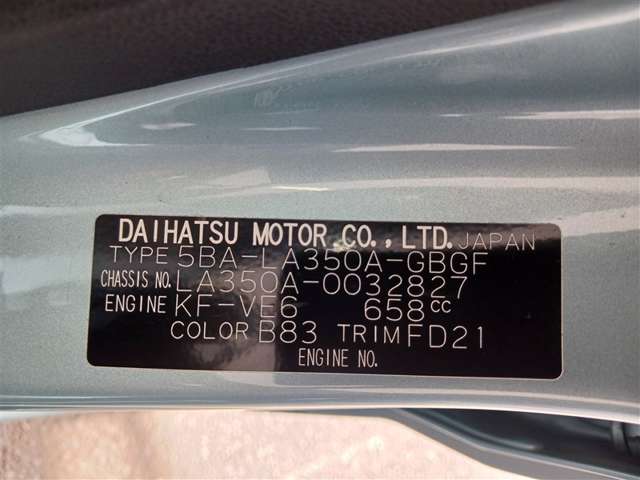 DAIHATSU MOTOR CO., LTD. JAPAN
TYPE 5BA-LA350A-GBGF
CHASSIS NO. LA350A-0032827
ENGINE KF-VE6 658CC
COLOR B83 TRIM FD21
ENGINE NO.